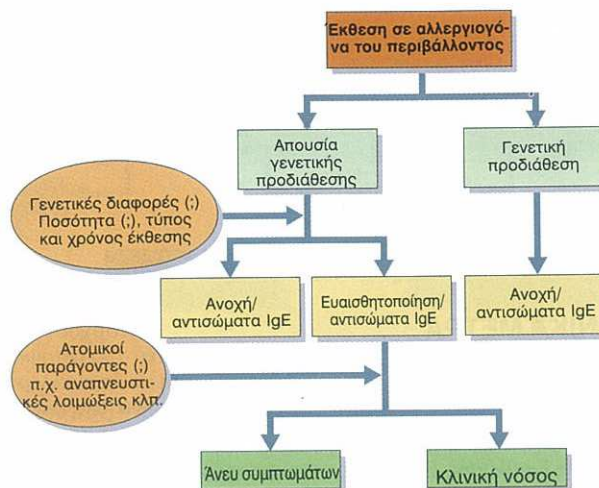 Έκθεση σε αλλεργιογό-
να του περιβάλλοντος
Απουσία
γενετικής
προδιάθεσης
Γενετική
προδιάθεση
Γενετικές διαφορές (;)
Ποσότητα (;), τύπος
και χρόνος έκθεσης
Ανοχή/
αντισώματα IgE
Ευαισθητοποίηση/
αντισώματα IgE
Ανοχή/
αντισώματα IgE
Ατομικοί
παράγοντες (;)
π.χ. αναπνευστι-
κές λοιμώξεις κλπ.
Άνευ συμπτωμάτων
Κλινική νόσος